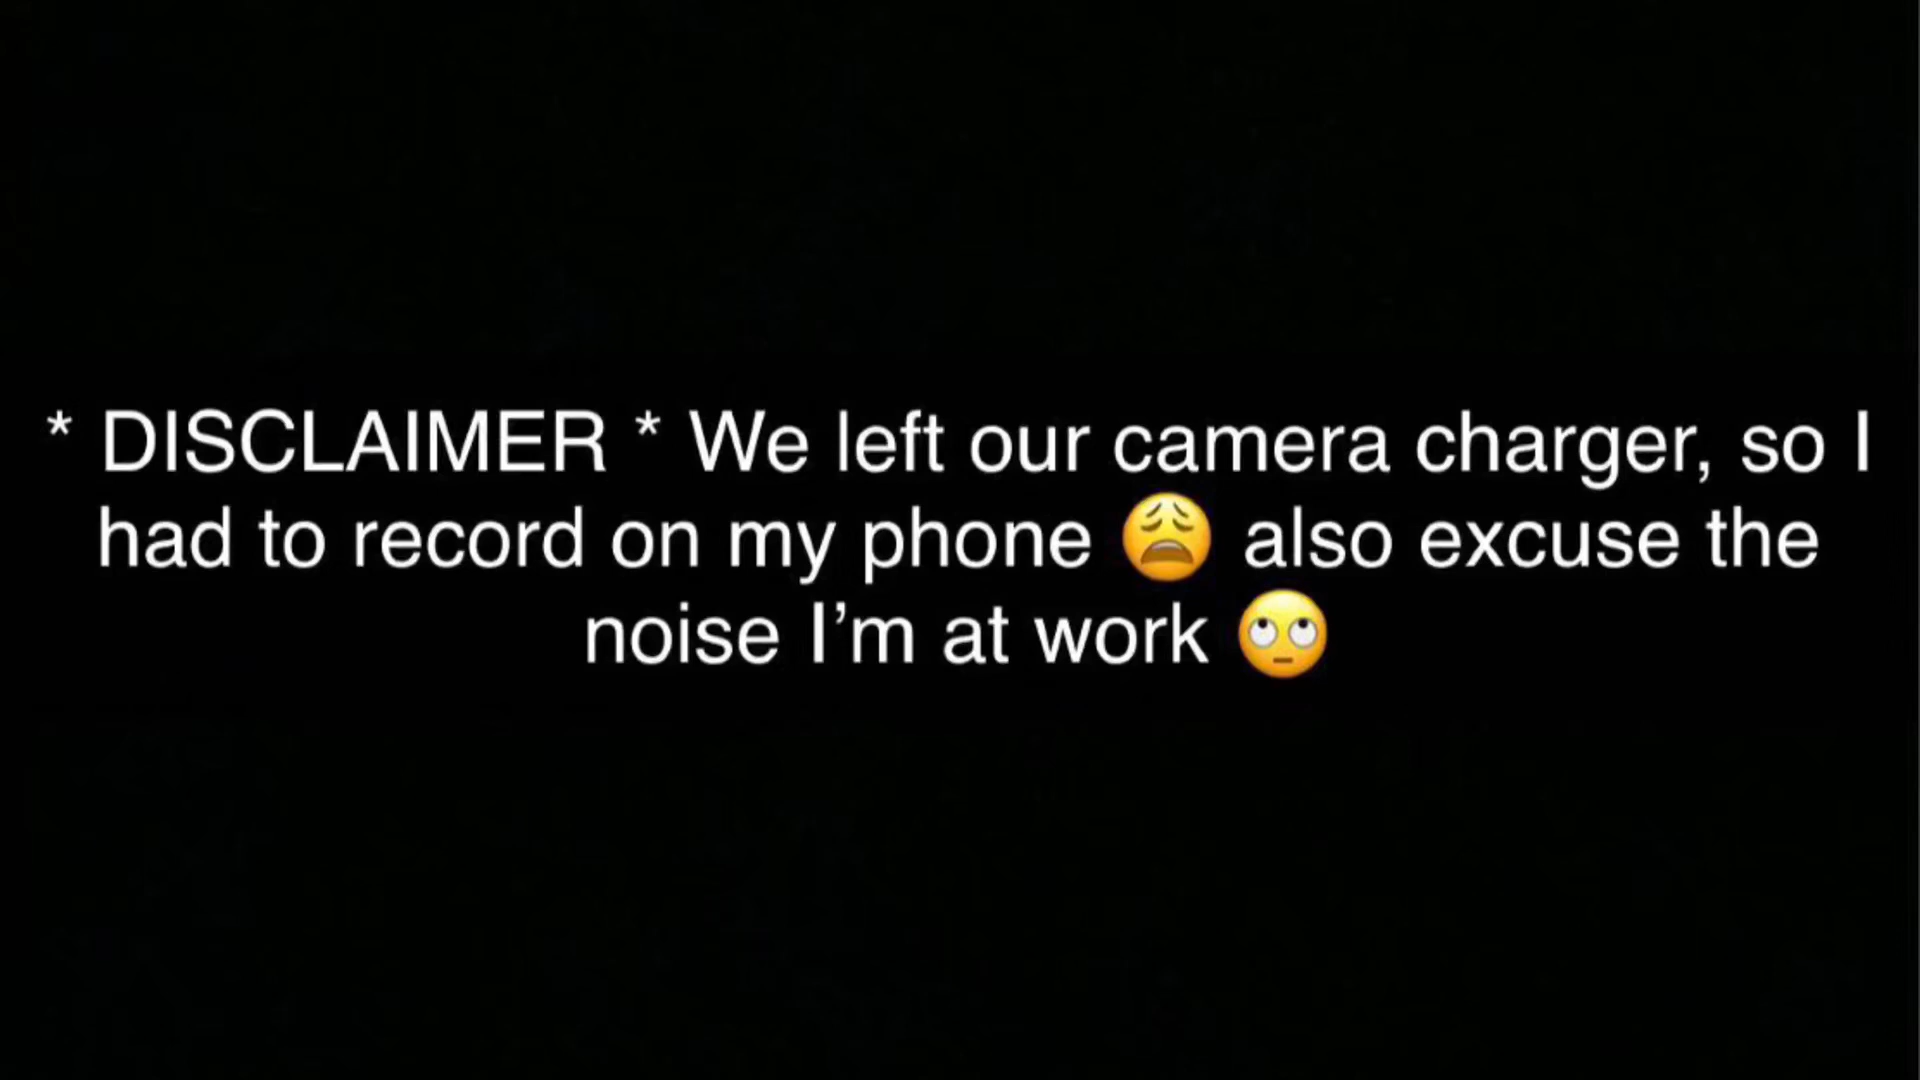 * DISCLAIMER * We left our camera charger, so I
had to record on my phone 😩 also excuse the
noise I’m at work 🙄